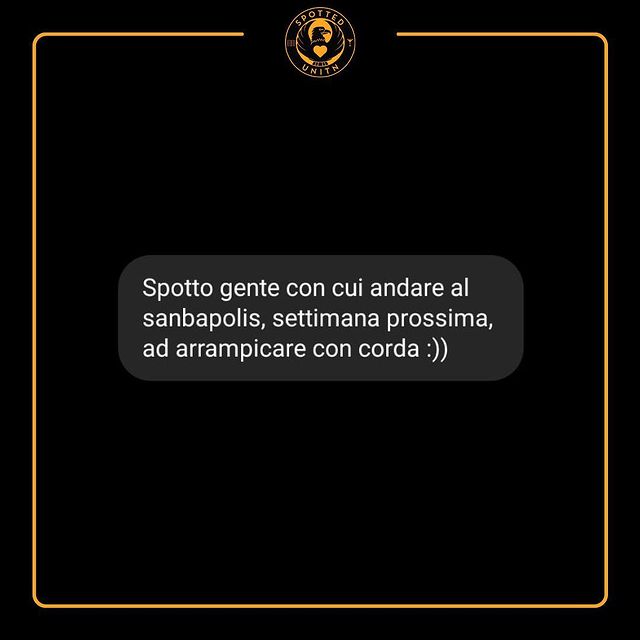 SPOTTED
UNITN
Spotto gente con cui andare al
sanbapolis, settimana prossima,
ad arrampicare con corda :))